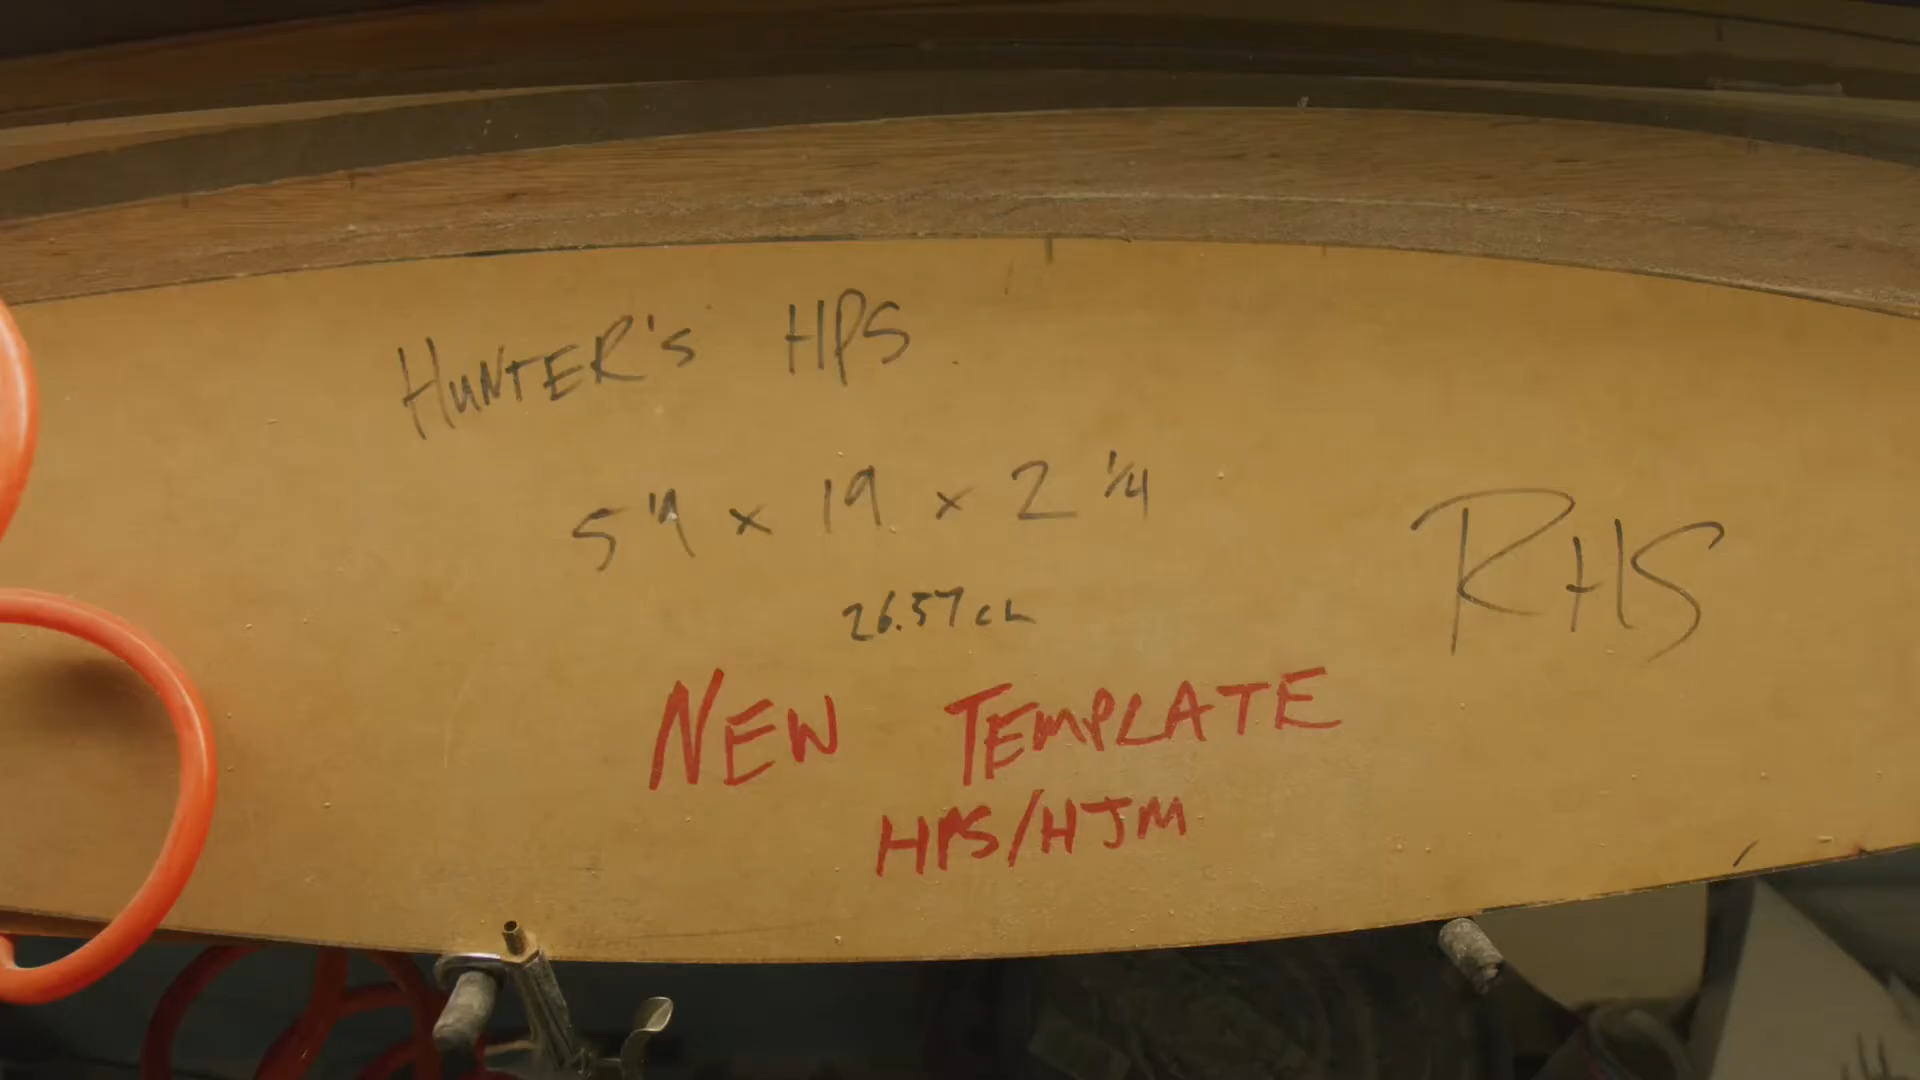 HUNTER'S HPS
5'9 x 19 x 2 1/4
26.57 CL
RHS
NEW TEMPLATE
HPS/HJM